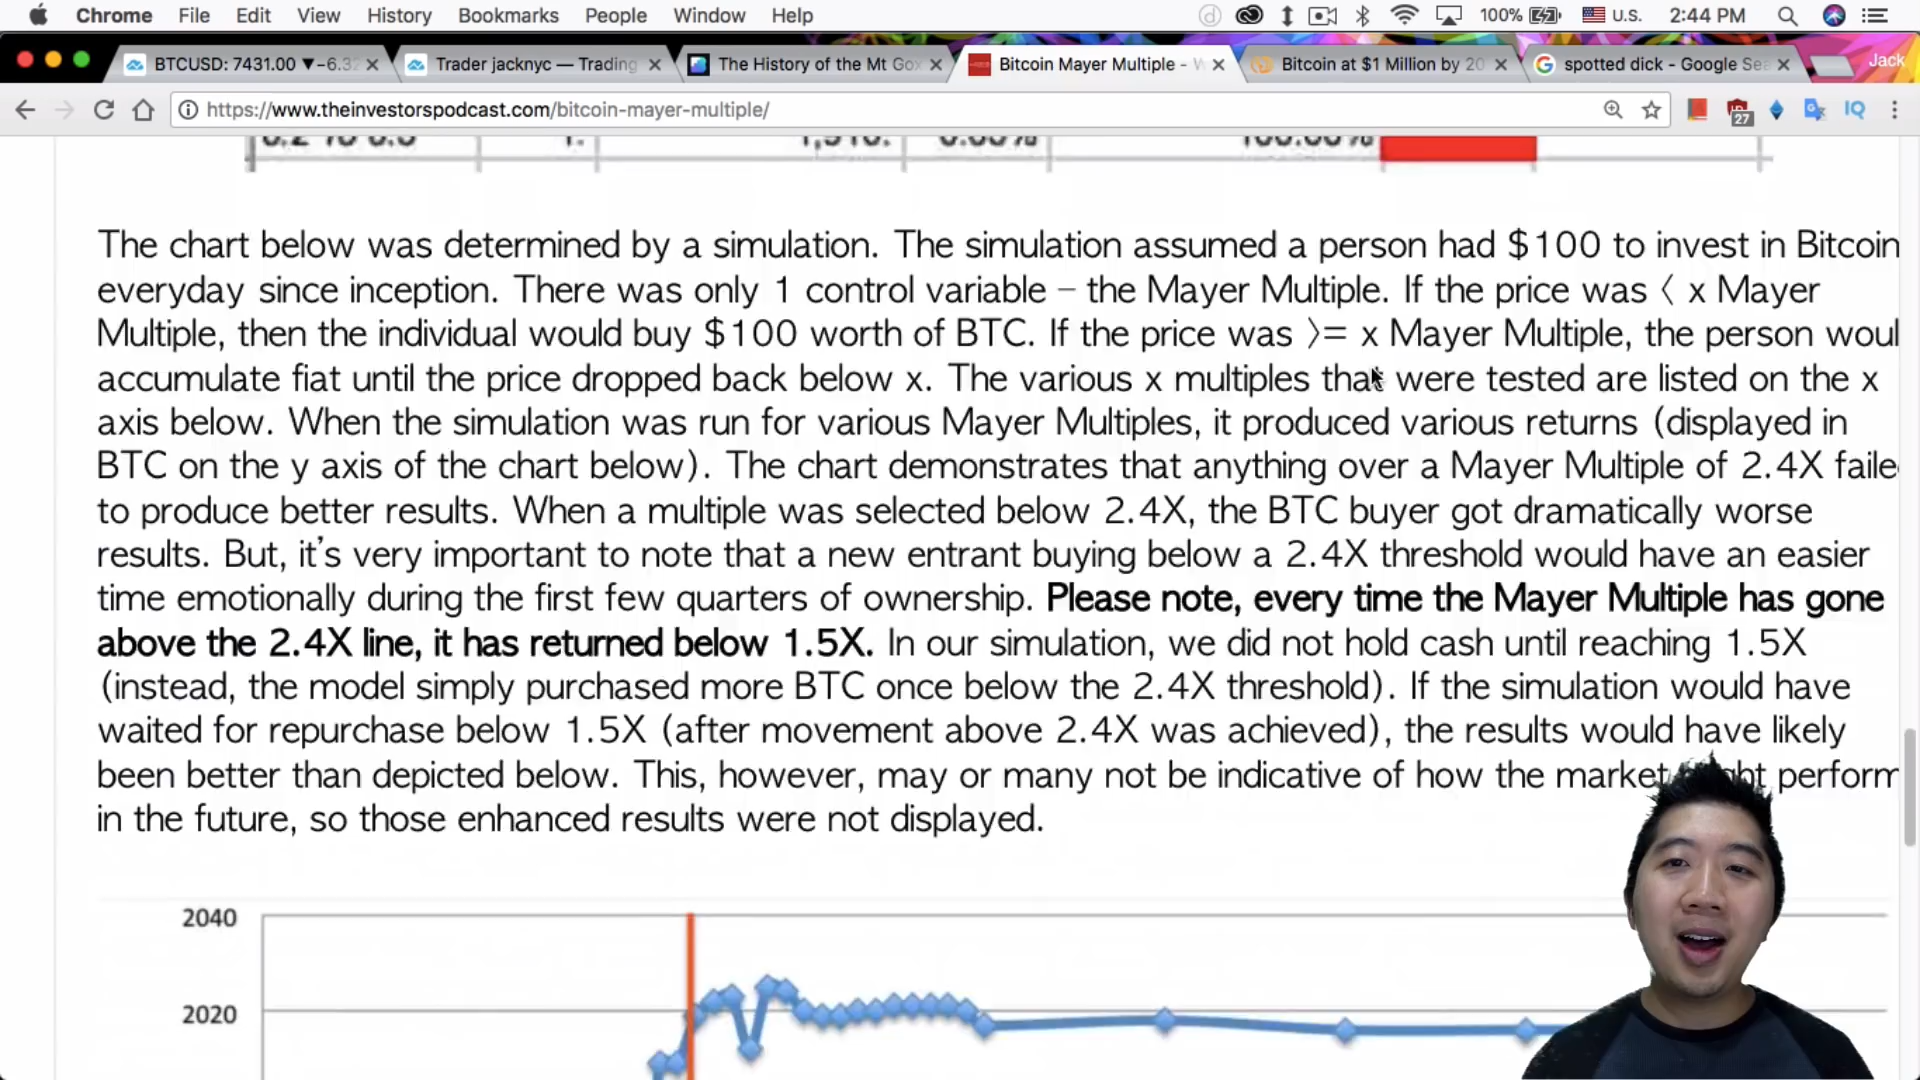 Chrome File Edit View History Bookmarks People Window Help 100% U.S. 2:44 PM
BTCUSD: 7431.00 ▼−6.32 Trader jacknyc — Trading The History of the Mt Gox Bitcoin Mayer Multiple - W Bitcoin at $1 Million by 20 spotted dick - Google Sea Jack
https://www.theinvestorspodcast.com/bitcoin-mayer-multiple/ 27 IQ
The chart below was determined by a simulation. The simulation assumed a person had $100 to invest in Bitcoin
everyday since inception. There was only 1 control variable – the Mayer Multiple. If the price was < x Mayer
Multiple, then the individual would buy $100 worth of BTC. If the price was >= x Mayer Multiple, the person woul
accumulate fiat until the price dropped back below x. The various x multiples that were tested are listed on the x
axis below. When the simulation was run for various Mayer Multiples, it produced various returns (displayed in
BTC on the y axis of the chart below). The chart demonstrates that anything over a Mayer Multiple of 2.4X faile
to produce better results. When a multiple was selected below 2.4X, the BTC buyer got dramatically worse
results. But, it's very important to note that a new entrant buying below a 2.4X threshold would have an easier
time emotionally during the first few quarters of ownership. Please note, every time the Mayer Multiple has gone
above the 2.4X line, it has returned below 1.5X. In our simulation, we did not hold cash until reaching 1.5X
(instead, the model simply purchased more BTC once below the 2.4X threshold). If the simulation would have
waited for repurchase below 1.5X (after movement above 2.4X was achieved), the results would have likely
been better than depicted below. This, however, may or many not be indicative of how the market perform
in the future, so those enhanced results were not displayed.
2040
2020